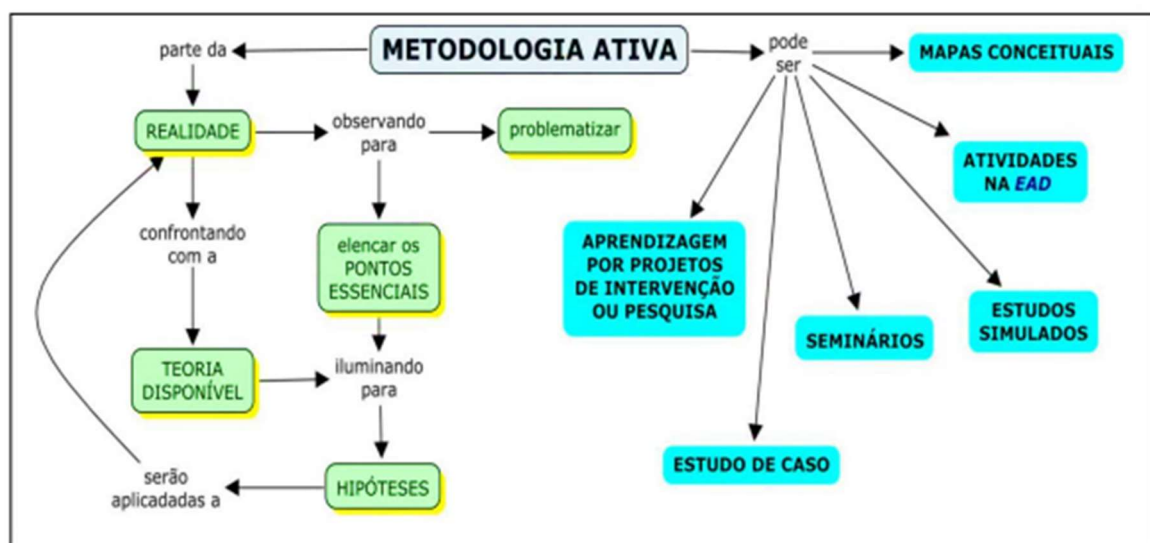 METODOLOGIA ATIVA
parte da
REALIDADE
observando
para
problematizar
confrontando
com a
elencar os
PONTOS
ESSENCIAIS
TEORIA
DISPONÍVEL
iluminando
para
HIPÓTESES
serão
aplicadadas a
pode
ser
MAPAS CONCEITUAIS
ATIVIDADES
NA EAD
ESTUDOS
SIMULADOS
SEMINÁRIOS
APRENDIZAGEM
POR PROJETOS
DE INTERVENÇÃO
OU PESQUISA
ESTUDO DE CASO